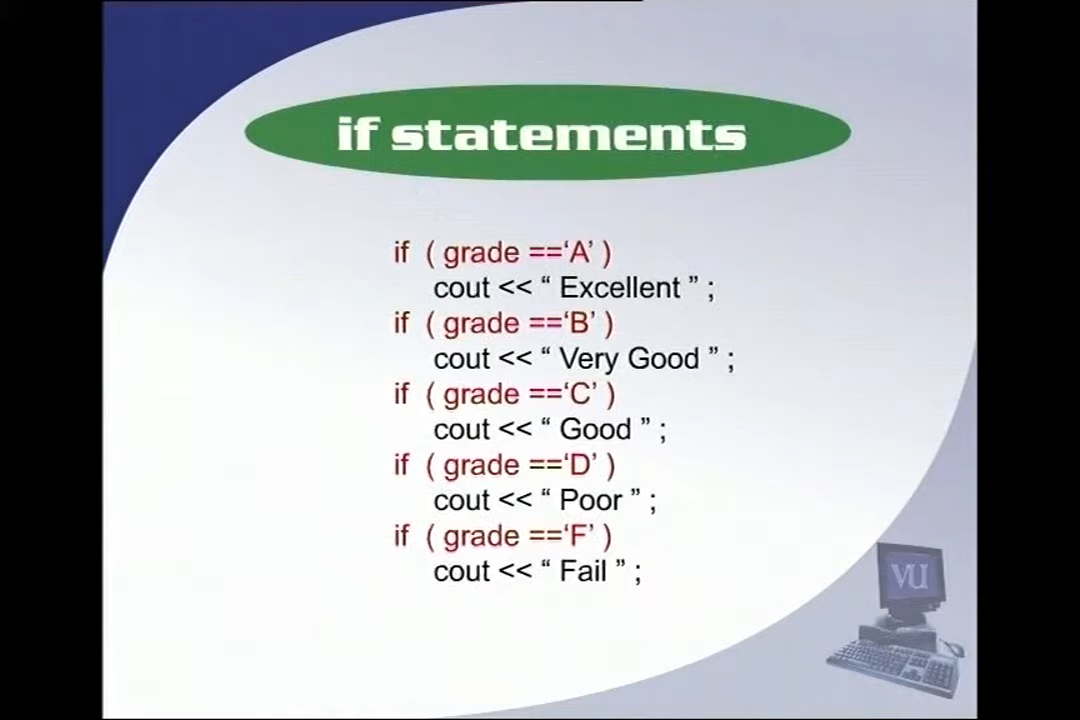 if statements
if ( grade ==‘A’ )
cout << “ Excellent ” ;
if ( grade ==‘B’ )
cout << “ Very Good ” ;
if ( grade ==‘C’ )
cout << “ Good ” ;
if ( grade ==‘D’ )
cout << “ Poor ” ;
if ( grade ==‘F’ )
cout << “ Fail ” ;
VU